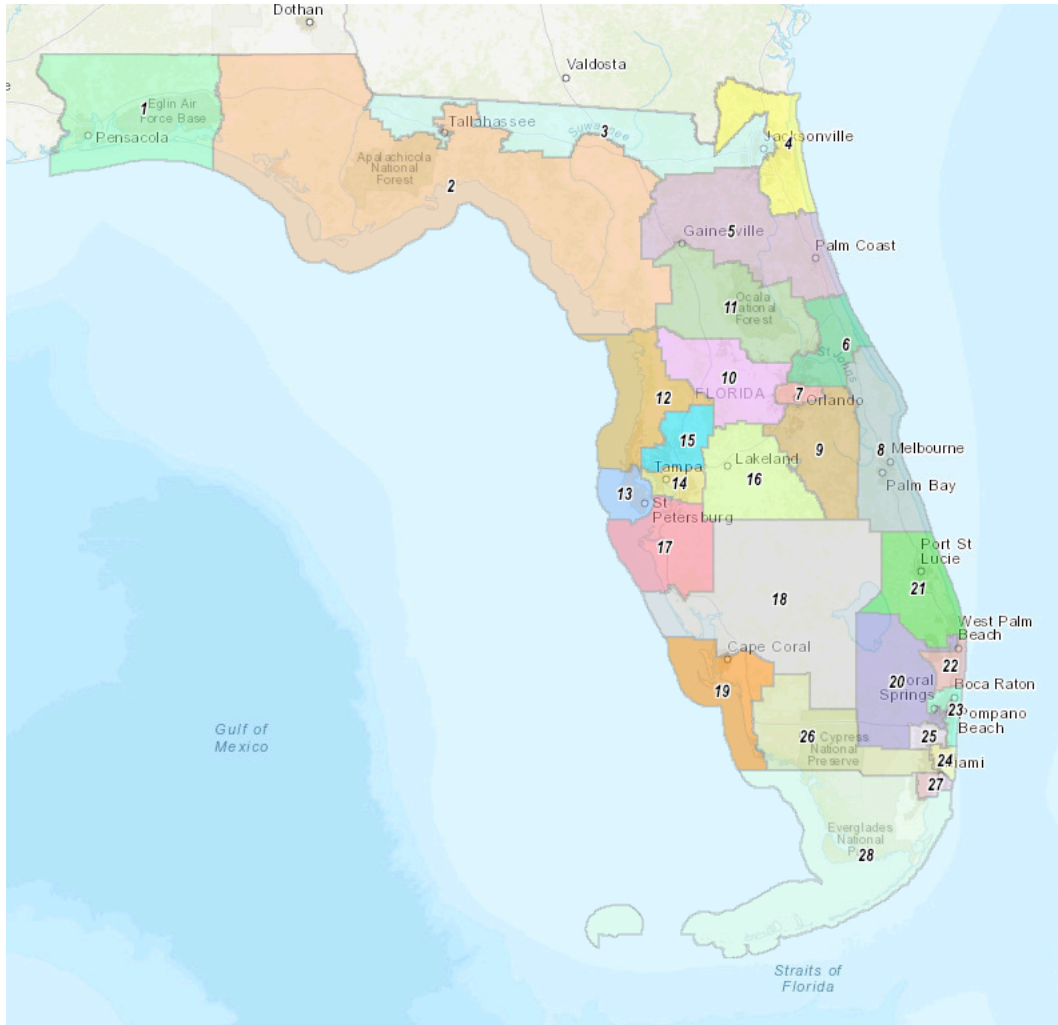 Dothan
Valdosta
1
Eglin Air
Force Base
Pensacola
Tallahassee
3
Suwannee
Jacksonville
4
Apalachicola
National
Forest
2
5
Gainesville
Palm Coast
11
Ocala
National
Forest
St Johns
6
10
FLORIDA
7
Orlando
12
15
9
8
Melbourne
Tampa
Lakeland
14
16
Palm Bay
13
St
Petersburg
17
Port St
Lucie
21
18
West Palm
Beach
Cape Coral
22
19
20
oral
Springs
Boca Raton
23
Pompano
Beach
25
26
Cypress
National
Preserve
24
iami
27
Gulf of
Mexico
Everglades
National
28
Straits of
Florida